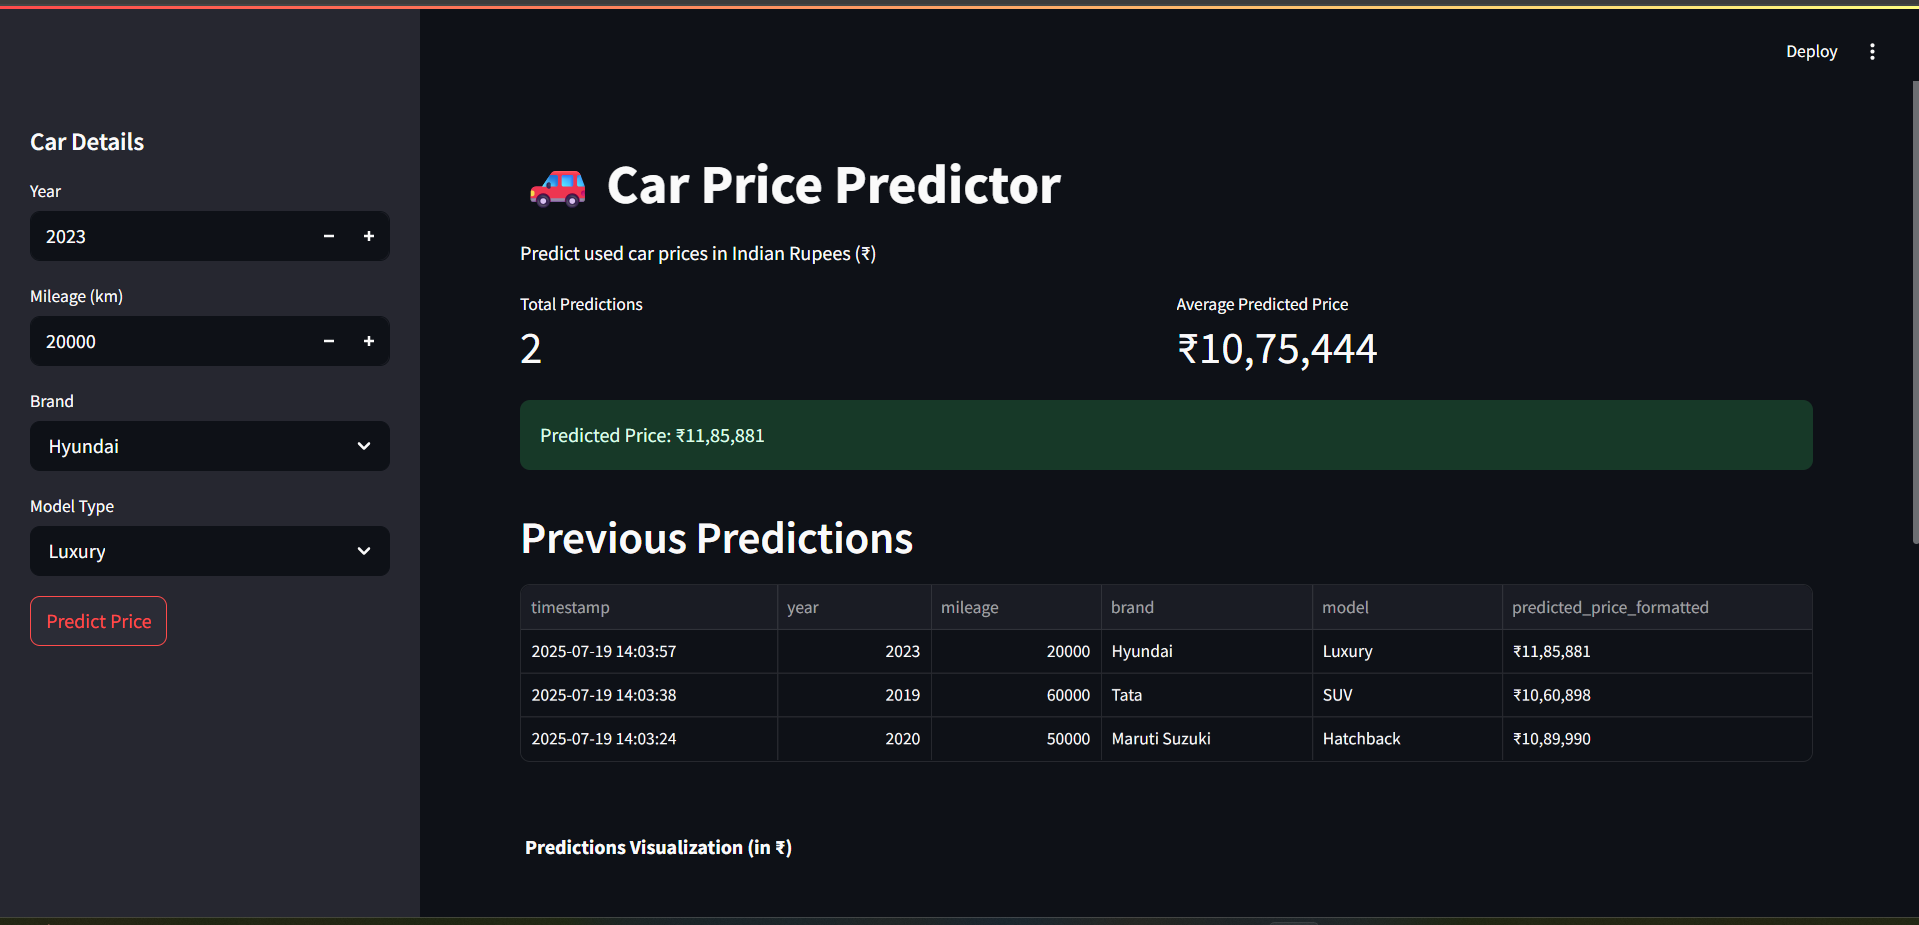 Deploy
Car Details
Year
2023
Mileage (km)
20000
Brand
Hyundai
Model Type
Luxury
Predict Price
Car Price Predictor
Predict used car prices in Indian Rupees (₹)
Total Predictions
2
Average Predicted Price
₹10,75,444
Predicted Price: ₹11,85,881
Previous Predictions
timestamp year mileage brand model predicted_price_formatted
2025-07-19 14:03:57 2023 20000 Hyundai Luxury ₹11,85,881
2025-07-19 14:03:38 2019 60000 Tata SUV ₹10,60,898
2025-07-19 14:03:24 2020 50000 Maruti Suzuki Hatchback ₹10,89,990
Predictions Visualization (in ₹)